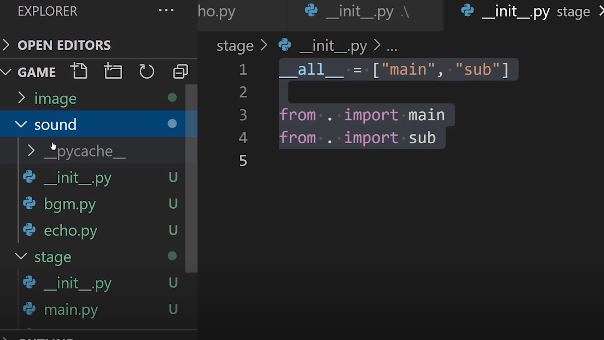 EXPLORER ...
ho.py __init__.py .\ __init__.py stage
OPEN EDITORS
GAME
stage > __init__.py > ...
image
sound
__pycache__
__init__.py U
bgm.py U
echo.py U
stage
__init__.py U
main.py U
1 __all__ = ["main", "sub"]
2
3 from . import main
4 from . import sub
5